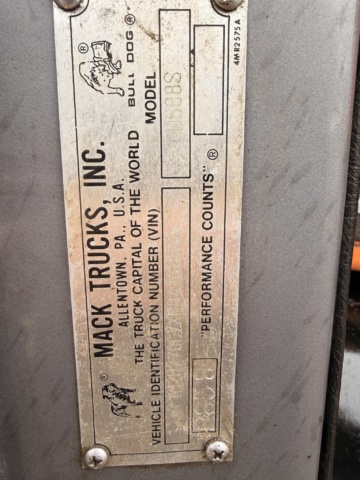 MACK TRUCKS, INC.
ALLENTOWN, PA., U.S.A.
THE TRUCK CAPITAL OF THE WORLD
BULL DOG ®
®
®
VEHICLE IDENTIFICATION NUMBER (VIN)
MODEL
"PERFORMANCE COUNTS" ®
4MR2575A